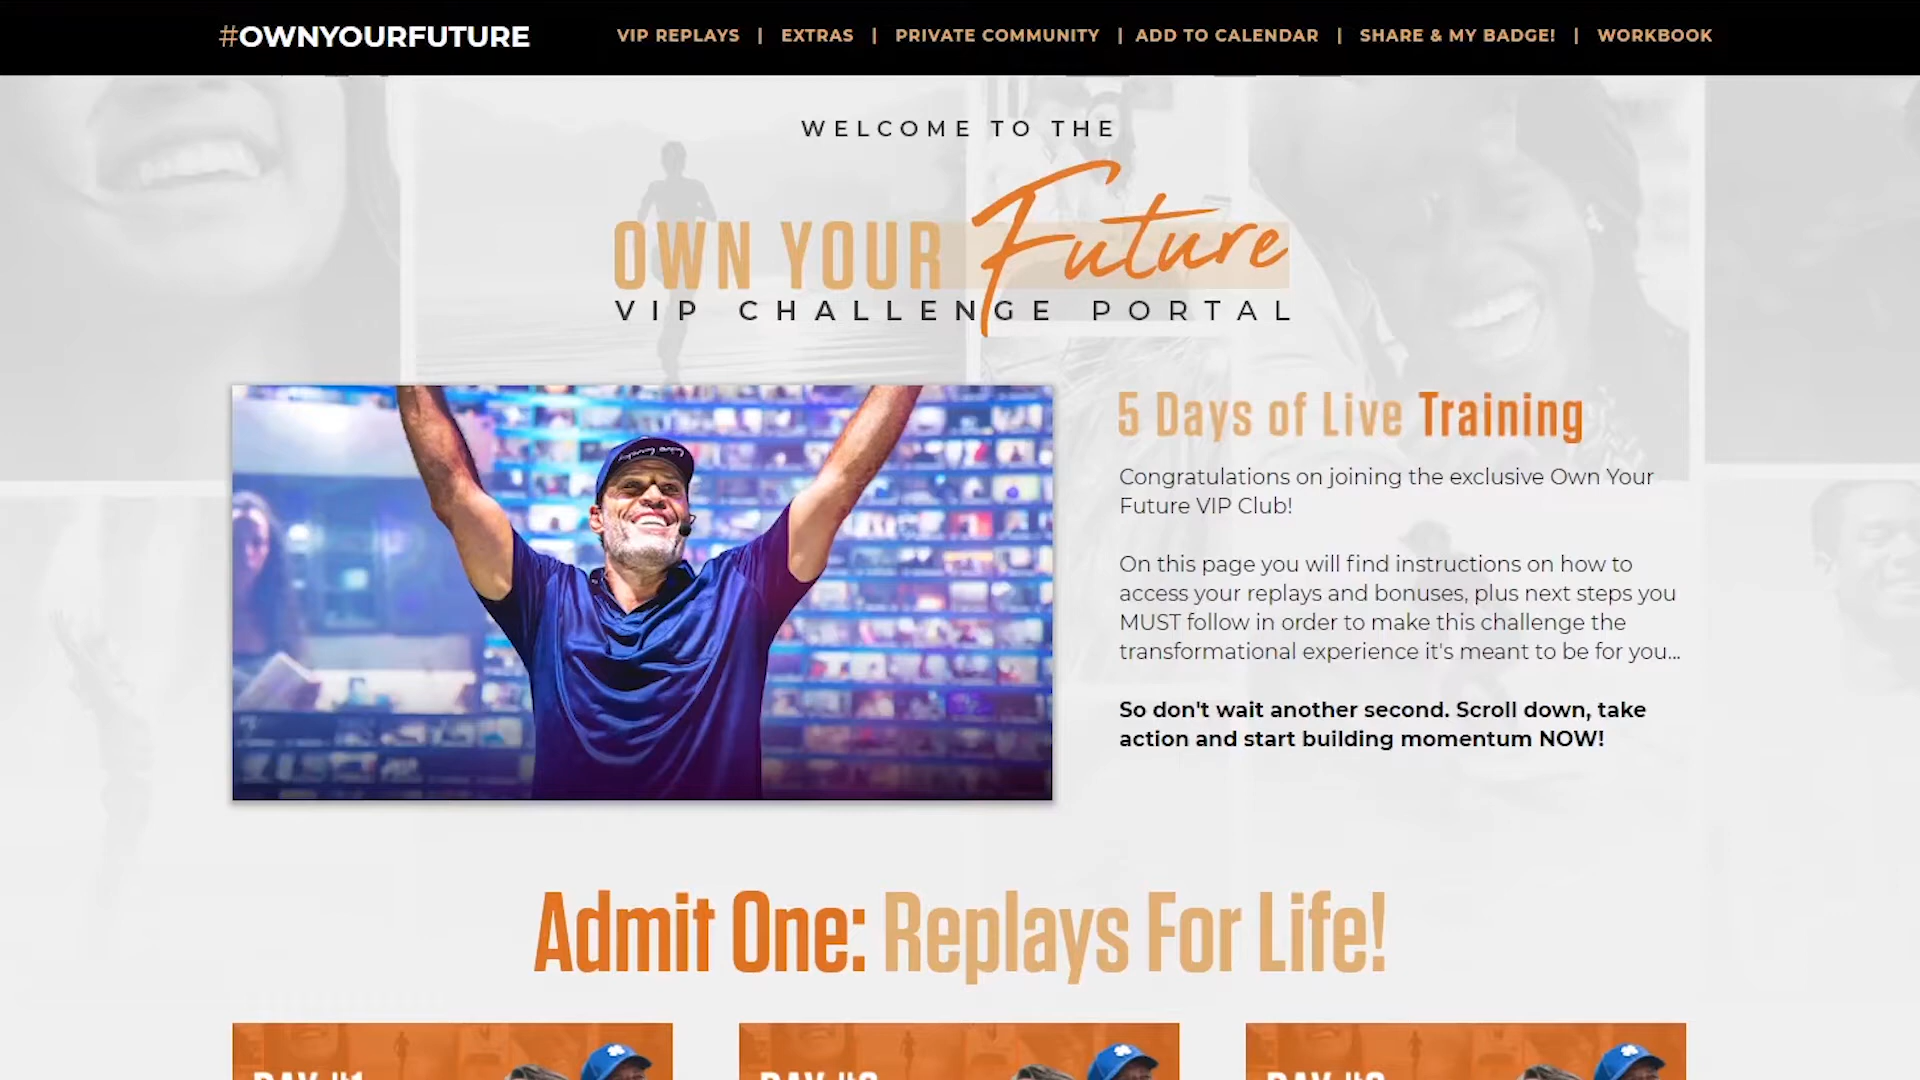 #OWNYOURFUTURE
VIP REPLAYS | EXTRAS | PRIVATE COMMUNITY | ADD TO CALENDAR | SHARE & MY BADGE! | WORKBOOK
WELCOME TO THE
OWN YOUR Future
VIP CHALLENGE PORTAL
5 Days of Live Training
Congratulations on joining the exclusive Own Your
Future VIP Club!
On this page you will find instructions on how to
access your replays and bonuses, plus next steps you
MUST follow in order to make this challenge the
transformational experience it's meant to be for you...
So don't wait another second. Scroll down, take
action and start building momentum NOW!
Admit One: Replays For Life!
DAY #1